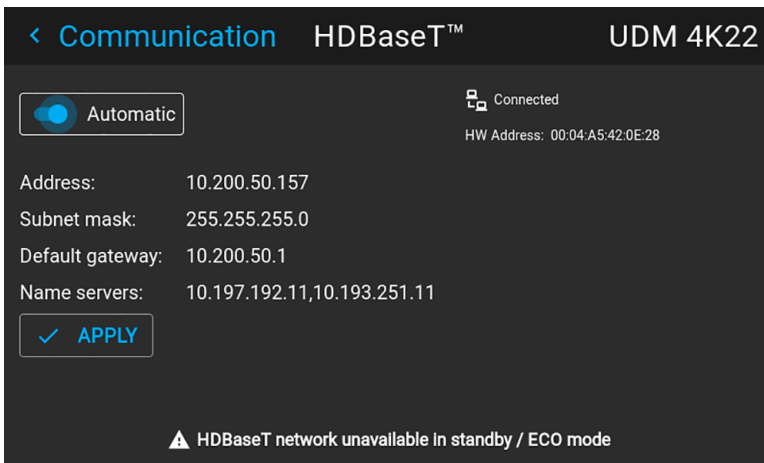 < Communication HDBaseT™ UDM 4K22
Automatic
Connected
HW Address: 00:04:A5:42:0E:28
Address: 10.200.50.157
Subnet mask: 255.255.255.0
Default gateway: 10.200.50.1
Name servers: 10.197.192.11,10.193.251.11
APPLY
HDBaseT network unavailable in standby / ECO mode